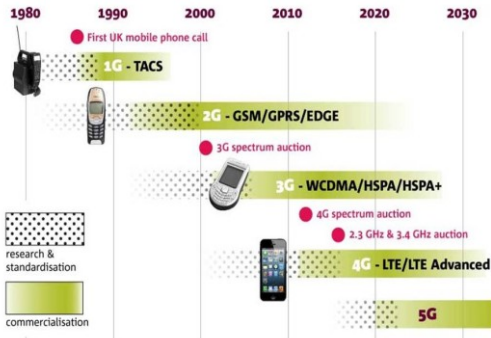 1980 1990 2000 2010 2020 2030
First UK mobile phone call
1G - TACS
2G - GSM/GPRS/EDGE
3G spectrum auction
3G - WCDMA/HSPA/HSPA+
4G spectrum auction
2.3 GHz & 3.4 GHz auction
4G - LTE/LTE Advanced
5G
research &
standardisation
commercialisation